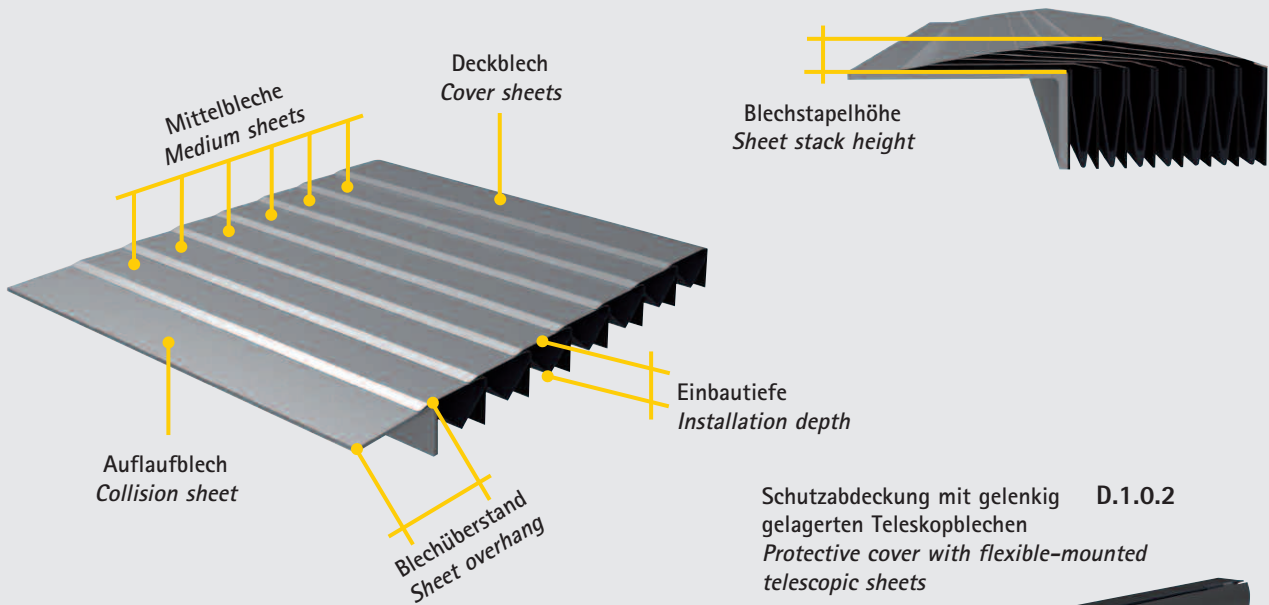 Mittelbleche
Medium sheets
Deckblech
Cover sheets
Blechstapelhöhe
Sheet stack height
Einbautiefe
Installation depth
Auflaufblech
Collision sheet
Blechüberstand
Sheet overhang
Schutzabdeckung mit gelenkig D.1.0.2
gelagerten Teleskopblechen
Protective cover with flexible-mounted
telescopic sheets